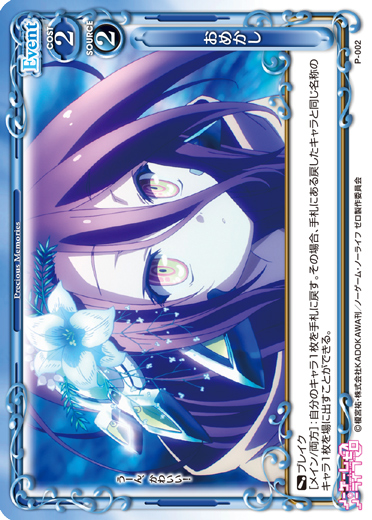 Event
COST
2
SOURCE
2
おめかし
P-002
Precious Memories
うーん かわいい!
ブレイク
[メイン/両方]:自分のキャラ1枚を手札に戻す。その場合、手札にある戻したキャラと同じ名称の
キャラ1枚を場に出すことができる。
©榎宮祐・株式会社KADOKAWA刊/ノーゲーム・ノーライフ ゼロ製作委員会